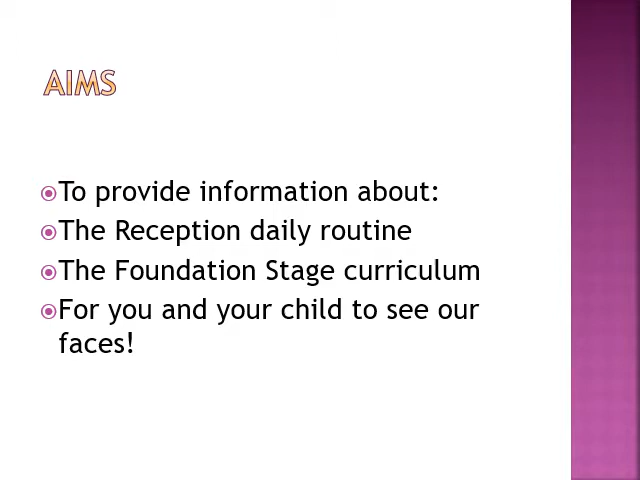 AIMS
To provide information about:
The Reception daily routine
The Foundation Stage curriculum
For you and your child to see our
faces!